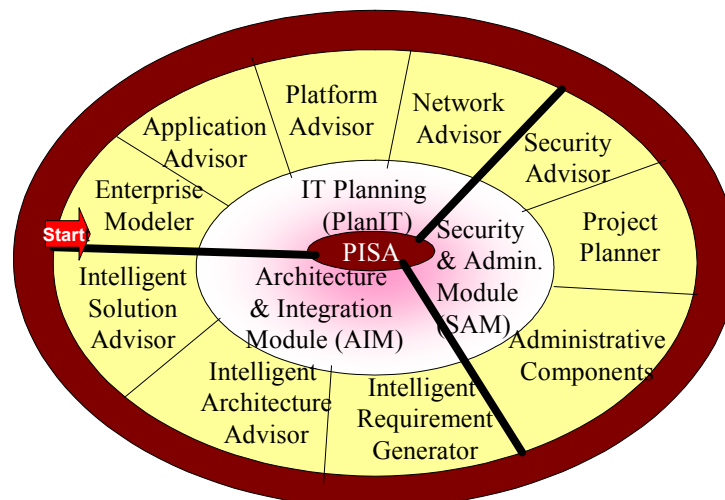 Start
Enterprise
Modeler
Application
Advisor
Platform
Advisor
Network
Advisor
Security
Advisor
Project
Planner
Administrative
Components
Intelligent
Requirement
Generator
Intelligent
Architecture
Advisor
Intelligent
Solution
Advisor
IT Planning
(PlanIT)
PISA
Security
& Admin.
Module
(SAM)
Architecture
& Integration
Module (AIM)